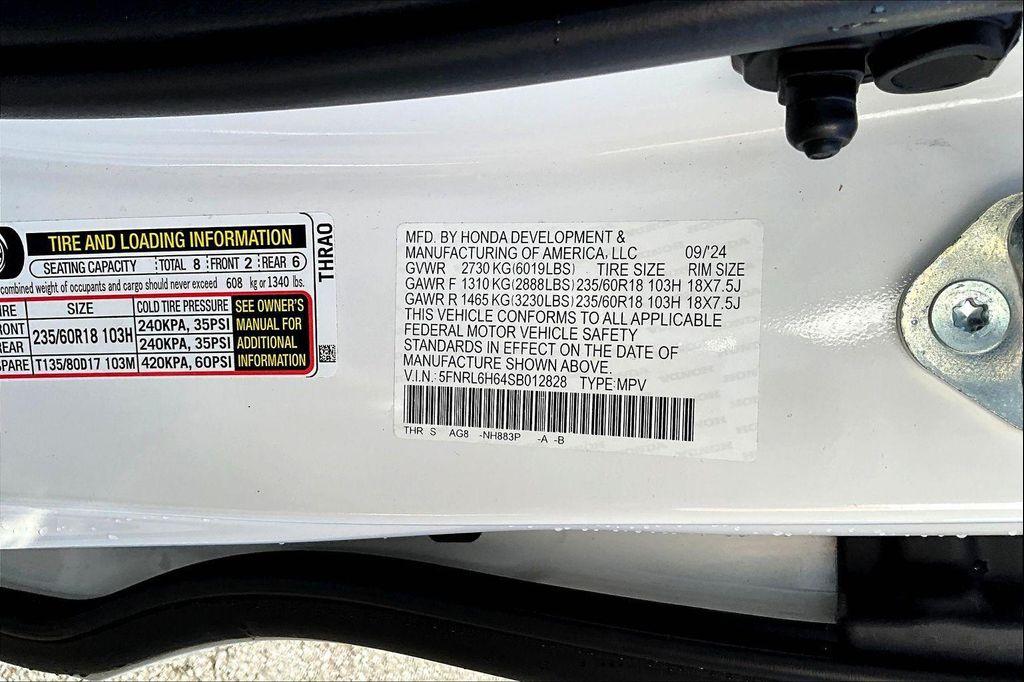 TIRE AND LOADING INFORMATION
SEATING CAPACITY TOTAL 8 FRONT 2 REAR 6
combined weight of occupants and cargo should never exceed 608 kg or 1340 lbs.
SIZE COLD TIRE PRESSURE
235/60R18 103H 240KPA, 35PSI
240KPA, 35PSI
T135/80D17 103M 420KPA, 60PSI
SEE OWNER'S
MANUAL FOR
ADDITIONAL
INFORMATION
THRAO
MFD. BY HONDA DEVELOPMENT &
MANUFACTURING OF AMERICA, LLC 09/'24
GVWR 2730 KG(6019LBS) TIRE SIZE RIM SIZE
GAWR F 1310 KG(2888LBS) 235/60R18 103H 18X7.5J
GAWR R 1465 KG(3230LBS) 235/60R18 103H 18X7.5J
THIS VEHICLE CONFORMS TO ALL APPLICABLE
FEDERAL MOTOR VEHICLE SAFETY
STANDARDS IN EFFECT ON THE DATE OF
MANUFACTURE SHOWN ABOVE.
V.I.N.: 5FNRL6H64SB012828 TYPE:MPV
THR S AG8 -NH883P -A -B